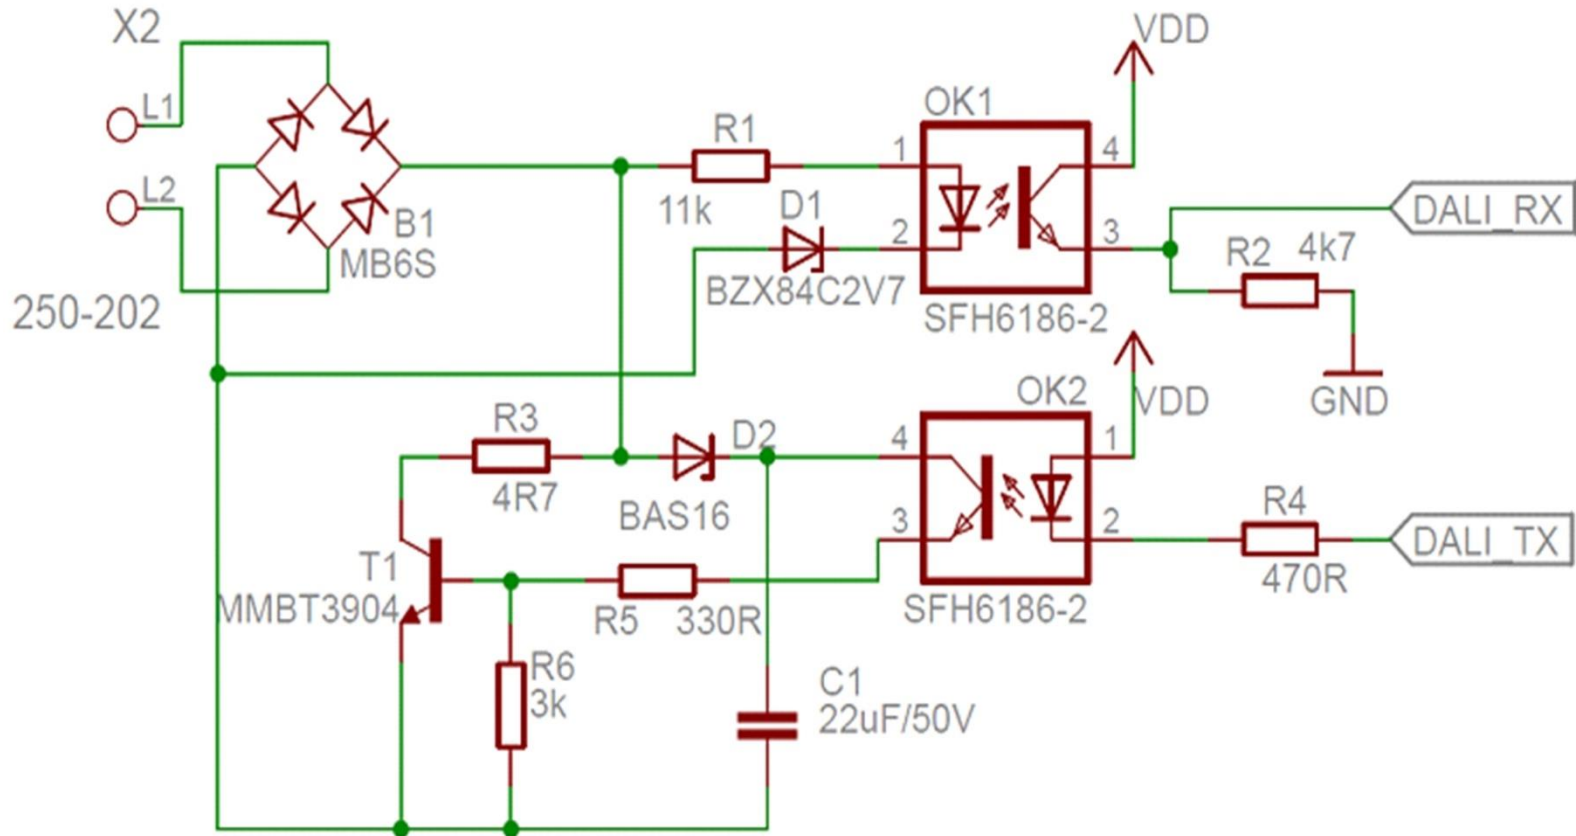 X2
VDD
OK1
L1
R1
1
4
L2
11k
D1
DALI_RX
B1
2
3
R2
4k7
MB6S
BZX84C2V7
250-202
SFH6186-2
OK2
VDD
GND
R3
D2
4
1
4R7
BAS16
3
2
R4
DALI_TX
T1
470R
MMBT3904
R5
330R
SFH6186-2
R6
3k
C1
22uF/50V